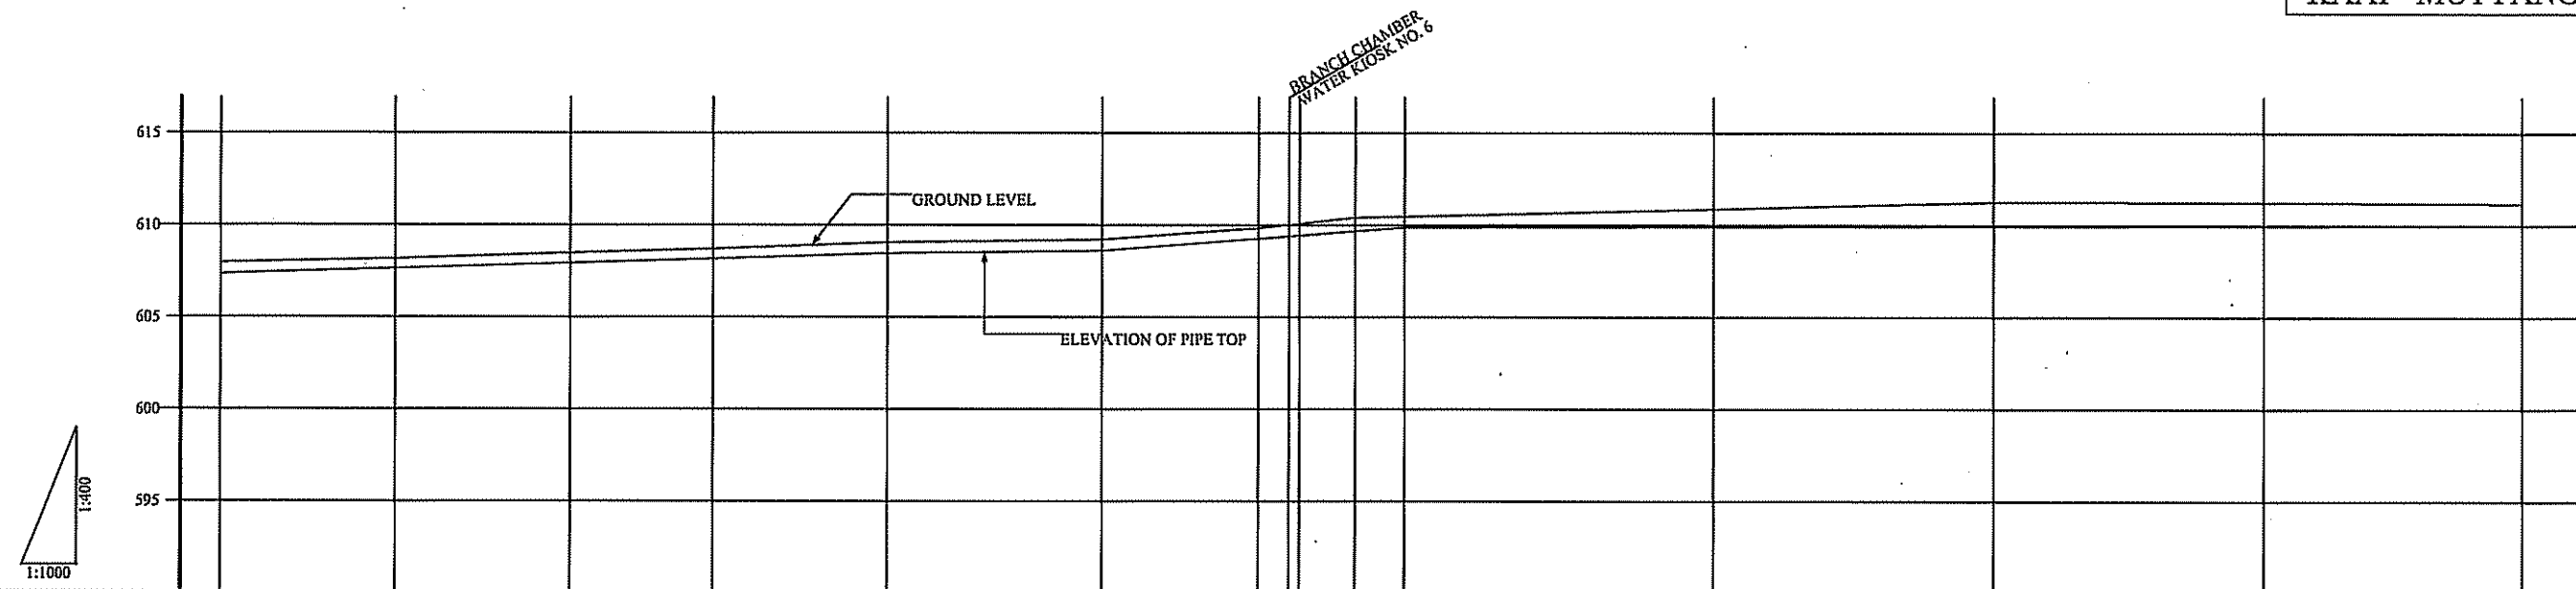 BRANCH CHAMBER
WATER KIOSK NO. 6
615
GROUND LEVEL
610
605
ELEVATION OF PIPE TOP
600
595
1:400
1:1000